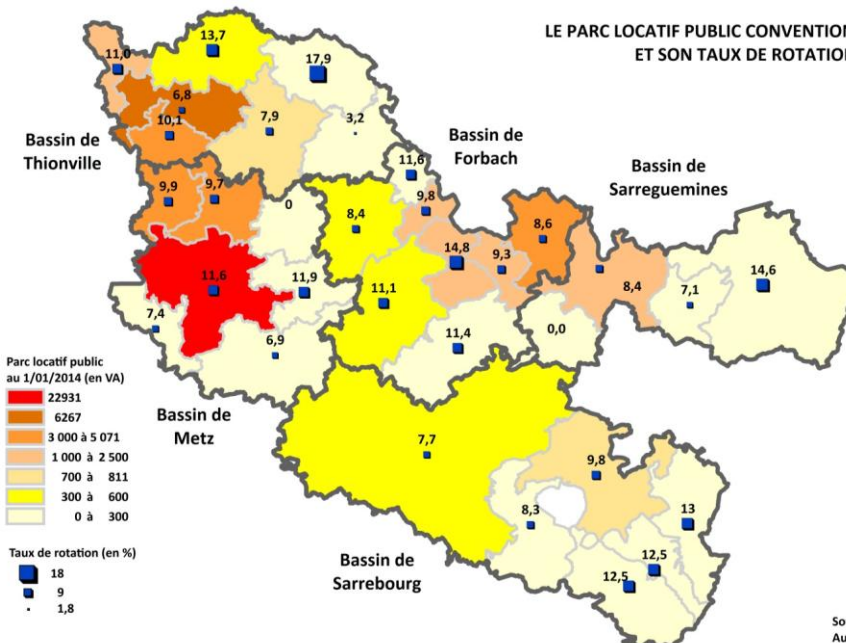 LE PARC LOCATIF PUBLIC CONVENTION
ET SON TAUX DE ROTATION
13,7
11,0
17,9
6,8
10,1
7,9
3,2
Bassin de
Thionville
Bassin de
Forbach
Bassin de
Sarreguemines
11,6
9,9
9,7
0
8,4
9,8
8,6
14,8
9,3
11,6
11,9
11,1
8,4
7,1
14,6
7,4
6,9
11,4
0,0
Parc locatif public
au 1/01/2014 (en VA)
22931
6267
3 000 à 5 071
1 000 à 2 500
700 à 811
300 à 600
0 à 300
Bassin de
Metz
7,7
9,8
8,3
13
12,5
12,5
Bassin de
Sarrebourg
Taux de rotation (en %)
18
9
1,8
So
Au